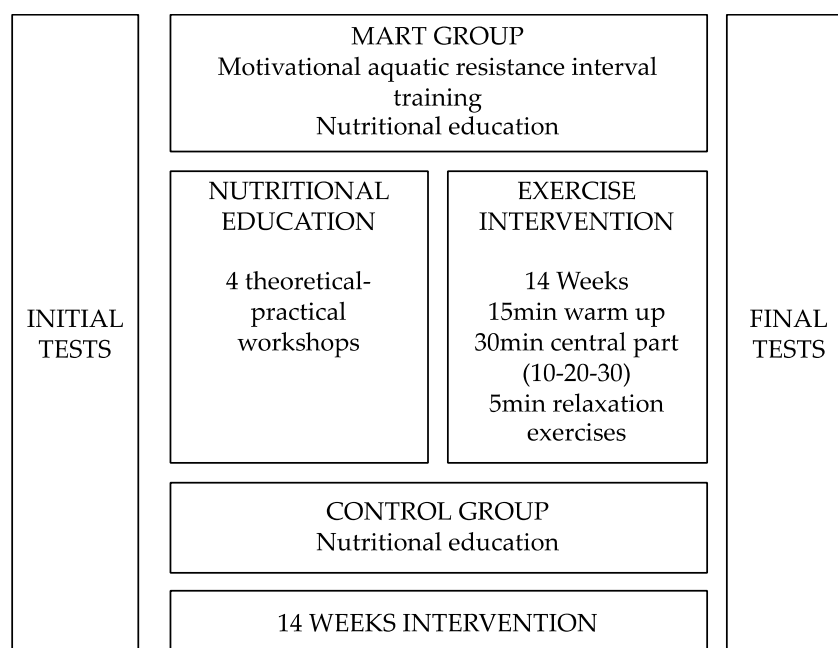 INITIAL
TESTS
MART GROUP
Motivational aquatic resistance interval
training
Nutritional education
NUTRITIONAL
EDUCATION
4 theoretical-
practical
workshops
EXERCISE
INTERVENTION
14 Weeks
15min warm up
30min central part
(10-20-30)
5min relaxation
exercises
CONTROL GROUP
Nutritional education
14 WEEKS INTERVENTION
FINAL
TESTS